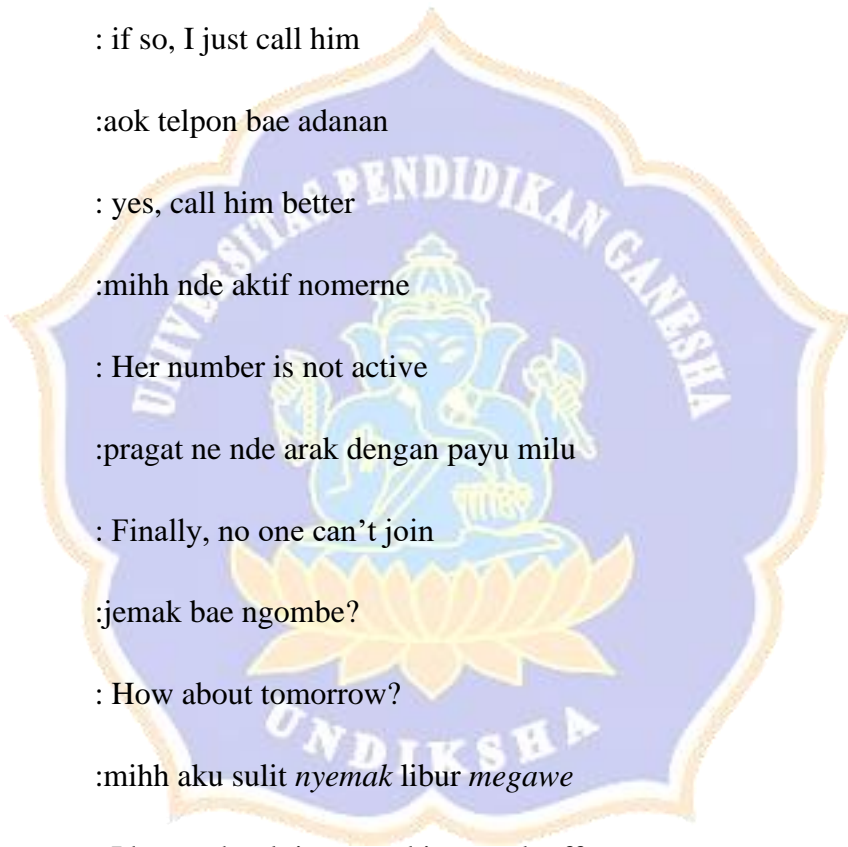 : if so, I just call him
:aok telpon bae adanan
: yes, call him better
:mihh nde aktif nomerne
: Her number is not active
:pragat ne nde arak dengan payu milu
: Finally, no one can’t join
:jemak bae ngombe?
: How about tomorrow?
:mihh aku sulit nyemak libur megawe
UNIVERSITAS PENDIDIKAN GANESHA
UNDIKSHA